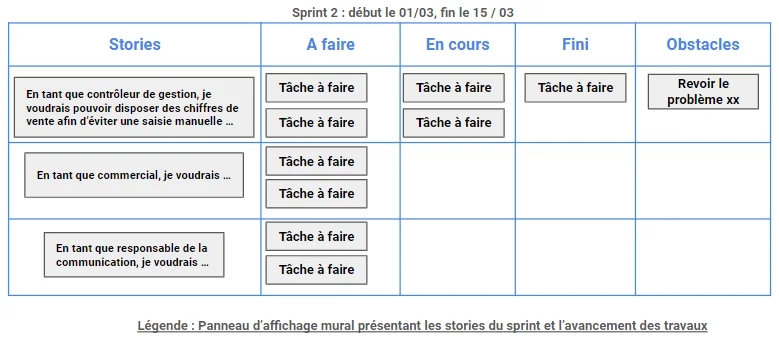 Sprint 2 : début le 01/03, fin le 15 / 03
Stories
A faire
En cours
Fini
Obstacles
En tant que contrôleur de gestion, je
voudrais pouvoir disposer des chiffres de
vente afin d’éviter une saisie manuelle …
Tâche à faire
Tâche à faire
Tâche à faire
Tâche à faire
Tâche à faire
Revoir le
problème xx
En tant que commercial, je voudrais …
Tâche à faire
Tâche à faire
En tant que responsable de la
communication, je voudrais …
Tâche à faire
Tâche à faire
Légende : Panneau d’affichage mural présentant les stories du sprint et l’avancement des travaux